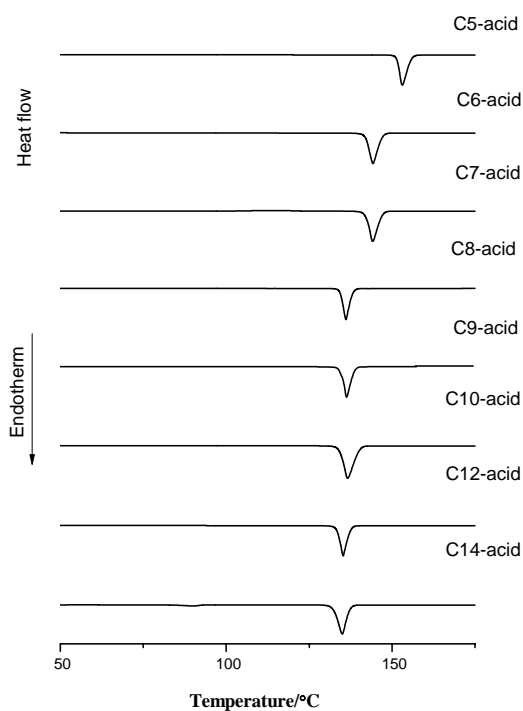 C5-acid
C6-acid
C7-acid
C8-acid
C9-acid
C10-acid
C12-acid
C14-acid
Heat flow
Endotherm
50
100
150
Temperature/°C